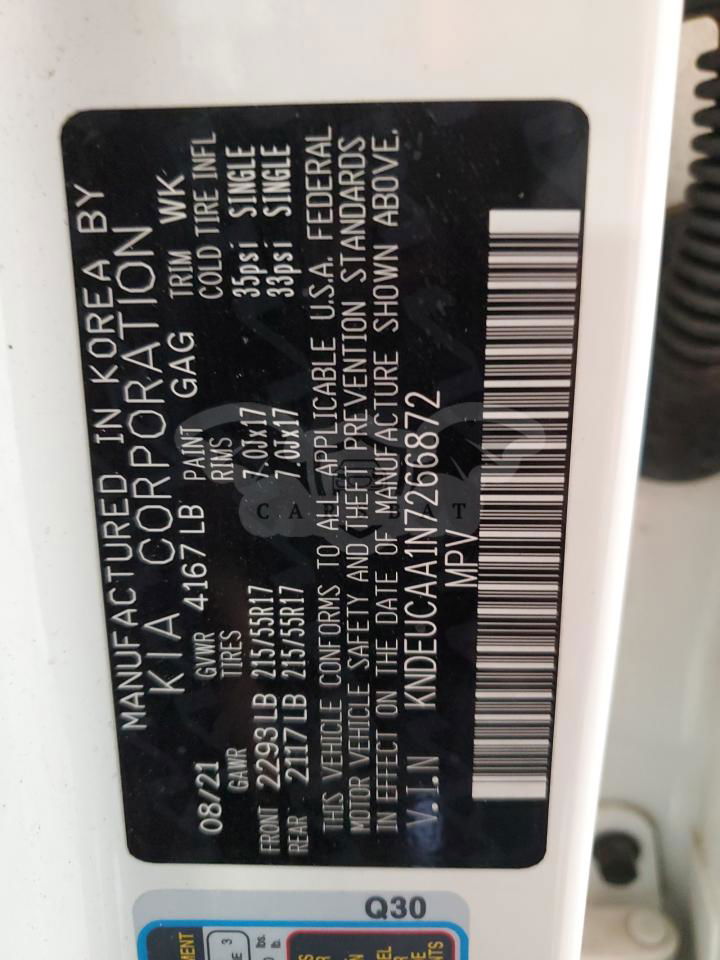 MANUFACTURED IN KOREA BY
KIA CORPORATION
08/21 GVWR 4167 LB PAINT GAG TRIM WK
GAWR TIRES RIMS COLD TIRE INFL
FRONT 2293 LB 215/55R17 7.0Jx17 35psi SINGLE
REAR 2117 LB 215/55R17 7.0Jx17 33psi SINGLE
THIS VEHICLE CONFORMS TO ALL APPLICABLE U.S.A. FEDERAL
MOTOR VEHICLE SAFETY AND THEFT PREVENTION STANDARDS
IN EFFECT ON THE DATE OF MANUFACTURE SHOWN ABOVE.
V.I.N KNDEUCAA1N7266872
MPV
Q30